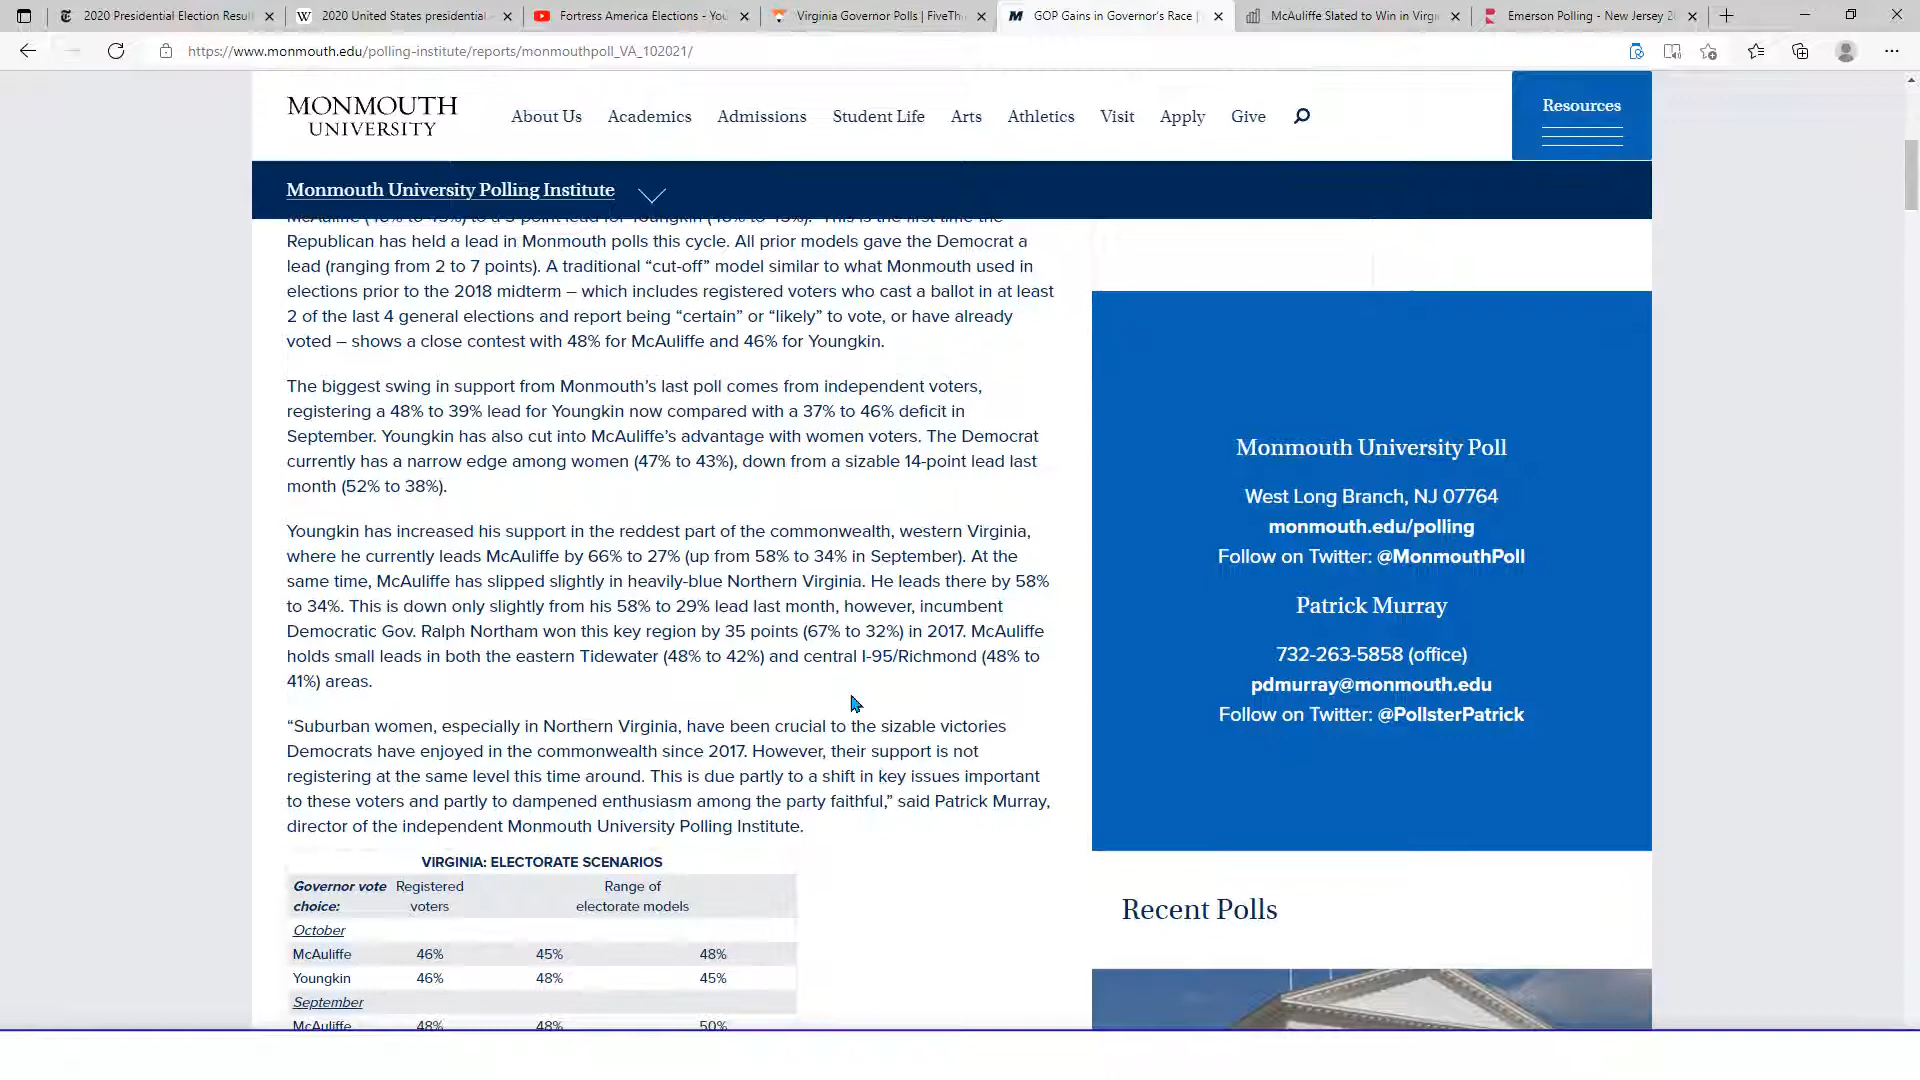 2020 Presidential Election Resul
2020 United States presidential
Fortress America Elections - You
Virginia Governor Polls | FiveTh
GOP Gains in Governor's Race |
McAuliffe Slated to Win in Virgi
Emerson Polling - New Jersey 2
https://www.monmouth.edu/polling-institute/reports/monmouthpoll_VA_102021/
MONMOUTH
UNIVERSITY
About Us
Academics
Admissions
Student Life
Arts
Athletics
Visit
Apply
Give
Resources
Monmouth University Polling Institute
Republican has held a lead in Monmouth polls this cycle. All prior models gave the Democrat a
lead (ranging from 2 to 7 points). A traditional “cut-off” model similar to what Monmouth used in
elections prior to the 2018 midterm – which includes registered voters who cast a ballot in at least
2 of the last 4 general elections and report being “certain” or “likely” to vote, or have already
voted – shows a close contest with 48% for McAuliffe and 46% for Youngkin.
The biggest swing in support from Monmouth’s last poll comes from independent voters,
registering a 48% to 39% lead for Youngkin now compared with a 37% to 46% deficit in
September. Youngkin has also cut into McAuliffe’s advantage with women voters. The Democrat
currently has a narrow edge among women (47% to 43%), down from a sizable 14-point lead last
month (52% to 38%).
Youngkin has increased his support in the reddest part of the commonwealth, western Virginia,
where he currently leads McAuliffe by 66% to 27% (up from 58% to 34% in September). At the
same time, McAuliffe has slipped slightly in heavily-blue Northern Virginia. He leads there by 58%
to 34%. This is down only slightly from his 58% to 29% lead last month, however, incumbent
Democratic Gov. Ralph Northam won this key region by 35 points (67% to 32%) in 2017. McAuliffe
holds small leads in both the eastern Tidewater (48% to 42%) and central I-95/Richmond (48% to
41%) areas.
“Suburban women, especially in Northern Virginia, have been crucial to the sizable victories
Democrats have enjoyed in the commonwealth since 2017. However, their support is not
registering at the same level this time around. This is due partly to a shift in key issues important
to these voters and partly to dampened enthusiasm among the party faithful,” said Patrick Murray,
director of the independent Monmouth University Polling Institute.
VIRGINIA: ELECTORATE SCENARIOS
Governor vote Registered Range of
choice: voters electorate models
October
McAuliffe 46% 45% 48%
Youngkin 46% 48% 45%
September
McAuliffe 48% 48% 50%
Monmouth University Poll
West Long Branch, NJ 07764
monmouth.edu/polling
Follow on Twitter: @MonmouthPoll
Patrick Murray
732-263-5858 (office)
pdmurray@monmouth.edu
Follow on Twitter: @PollsterPatrick
Recent Polls